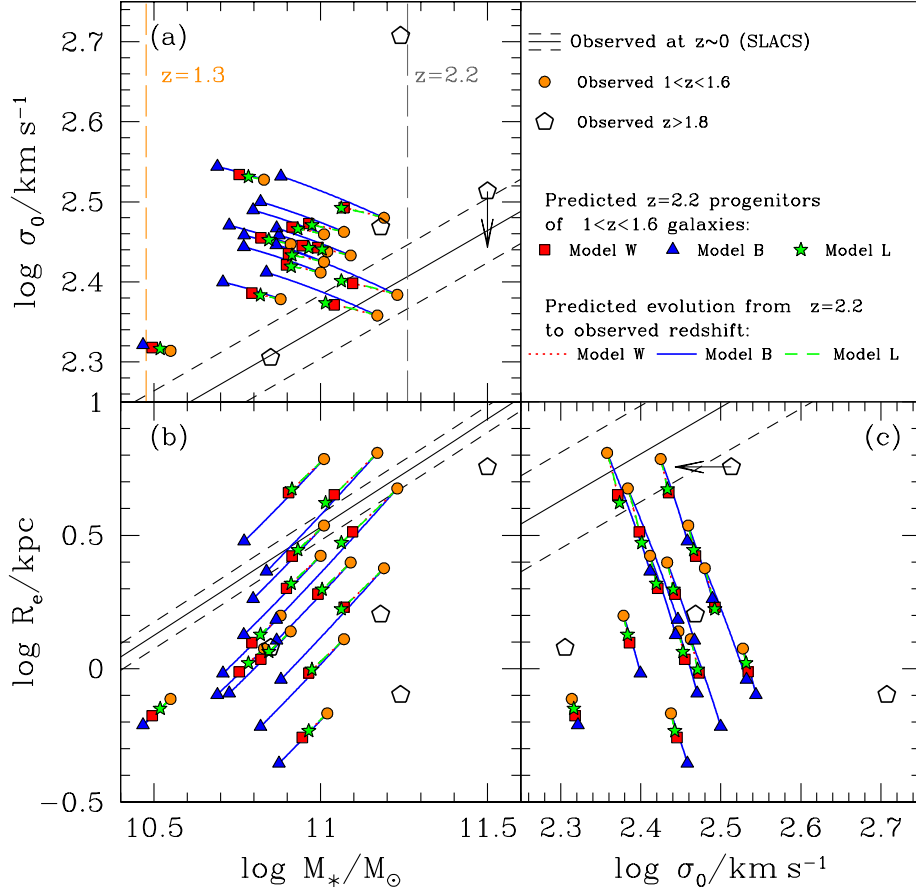 (a)
z=1.3
z=2.2
2.7
2.6
2.5
2.4
2.3
log σ₀/km s⁻¹
Observed at z~0 (SLACS)
Observed 1<z<1.6
Observed z>1.8
Predicted z=2.2 progenitors
of 1<z<1.6 galaxies:
Model W Model B Model L
Predicted evolution from z=2.2
to observed redshift:
Model W Model B Model L
(b)
1
0.5
0
−0.5
log Rₑ/kpc
10.5 11 11.5
log M*/M⊙
(c)
2.3 2.4 2.5 2.6 2.7
log σ₀/km s⁻¹